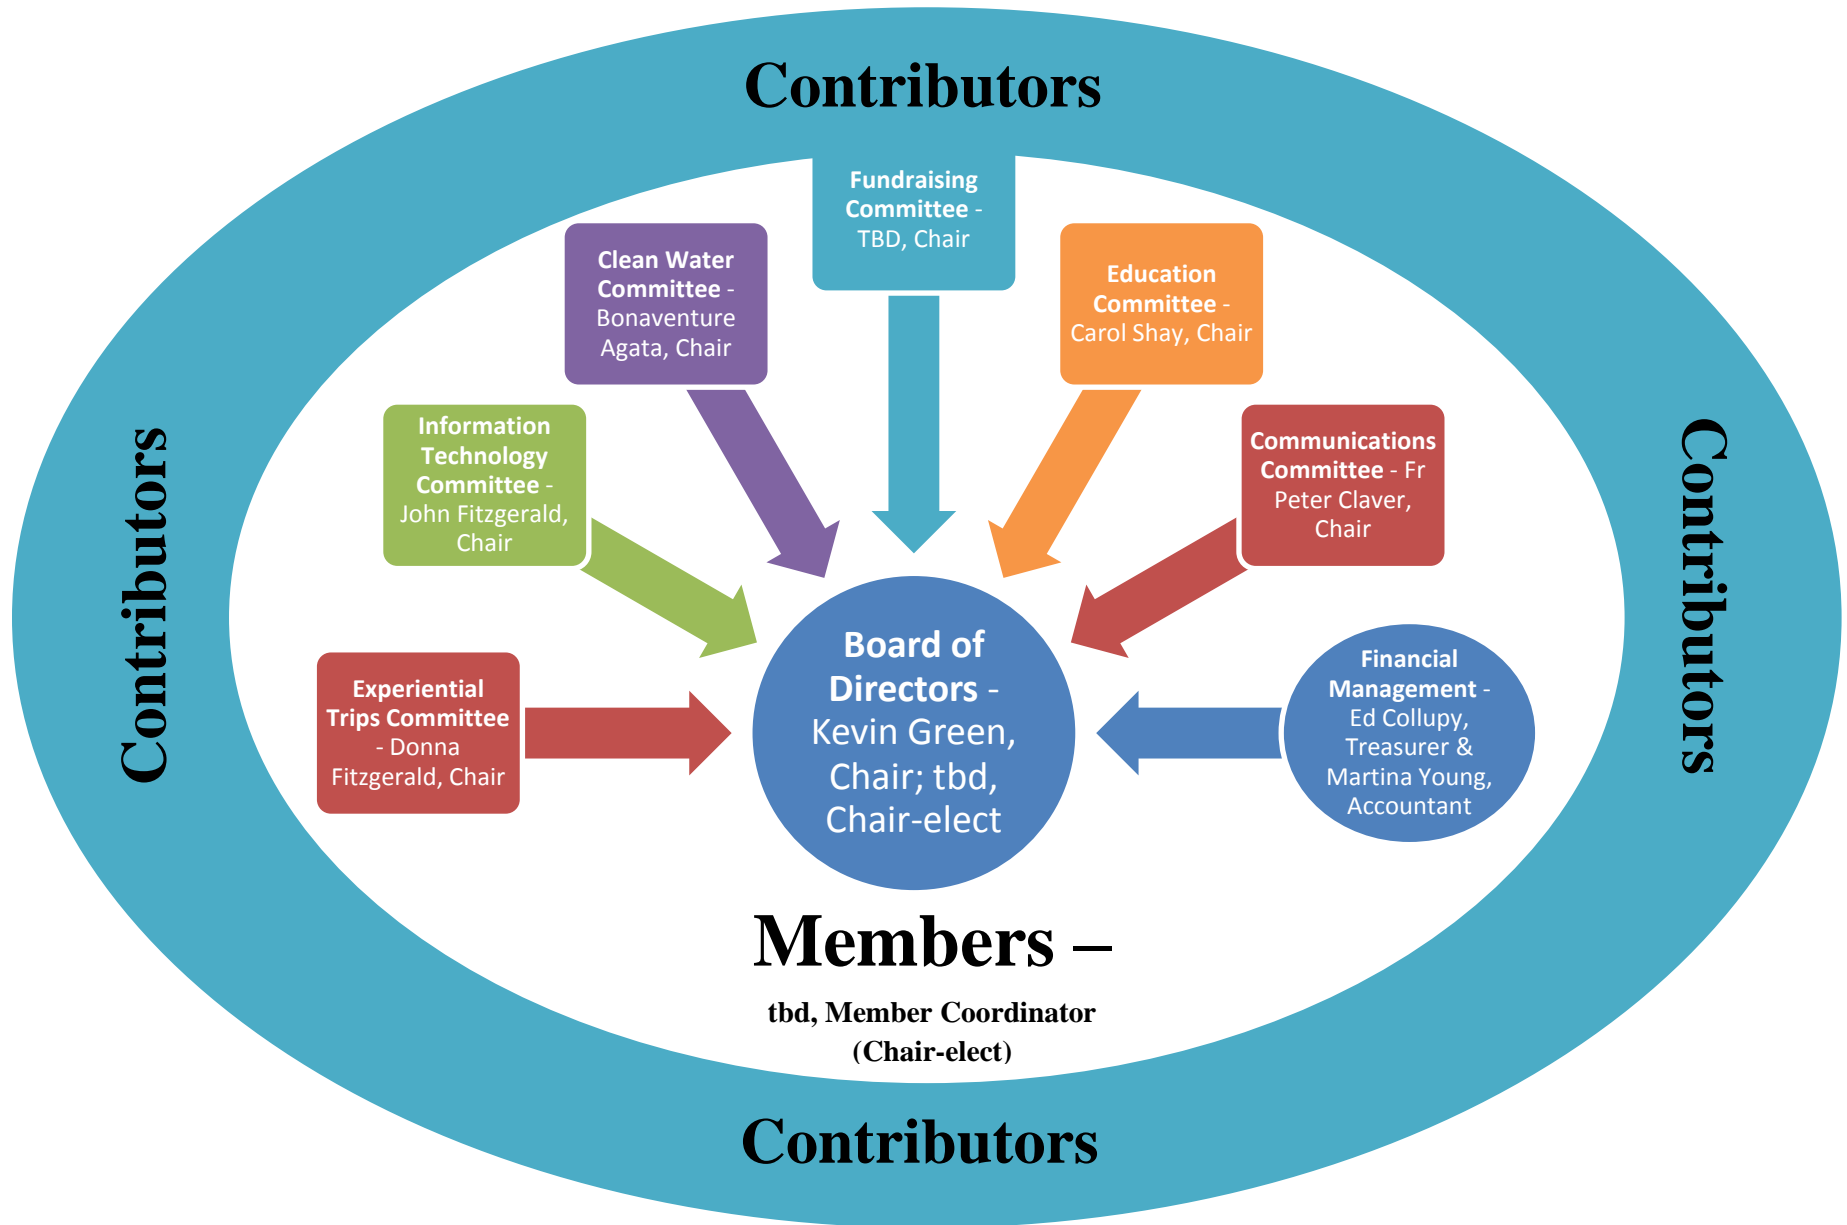 Contributors
Fundraising
Committee -
TBD, Chair
Clean Water
Committee -
Bonaventure
Agata, Chair
Education
Committee -
Carol Shay, Chair
Information
Technology
Committee -
John Fitzgerald,
Chair
Communications
Committee - Fr
Peter Claver,
Chair
Contributors
Contributors
Experiential
Trips Committee
- Donna
Fitzgerald, Chair
Board of
Directors -
Kevin Green,
Chair; tbd,
Chair-elect
Financial
Management -
Ed Collupy,
Treasurer &
Martina Young,
Accountant
Members –
tbd, Member Coordinator
(Chair-elect)
Contributors